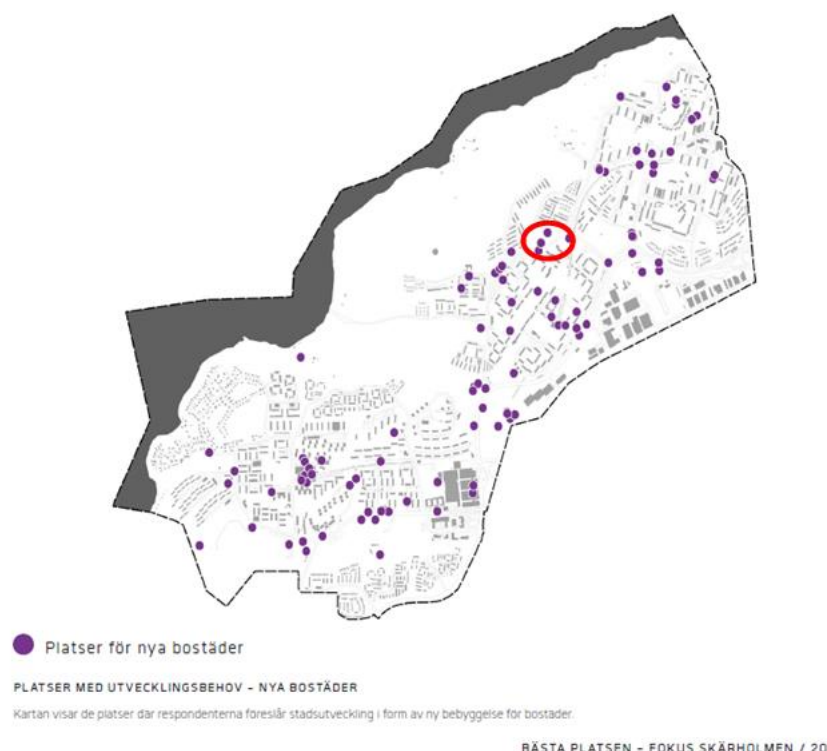 Platser för nya bostäder
PLATSER MED UTVECKLINGSBEHOV – NYA BOSTÄDER
Kartan visar de platser där respondenterna föreslår stadsutveckling i form av ny bebyggelse för bostäder.
BÄSTA PLATSEN – FOKUS SKÄRHOLMEN / 20